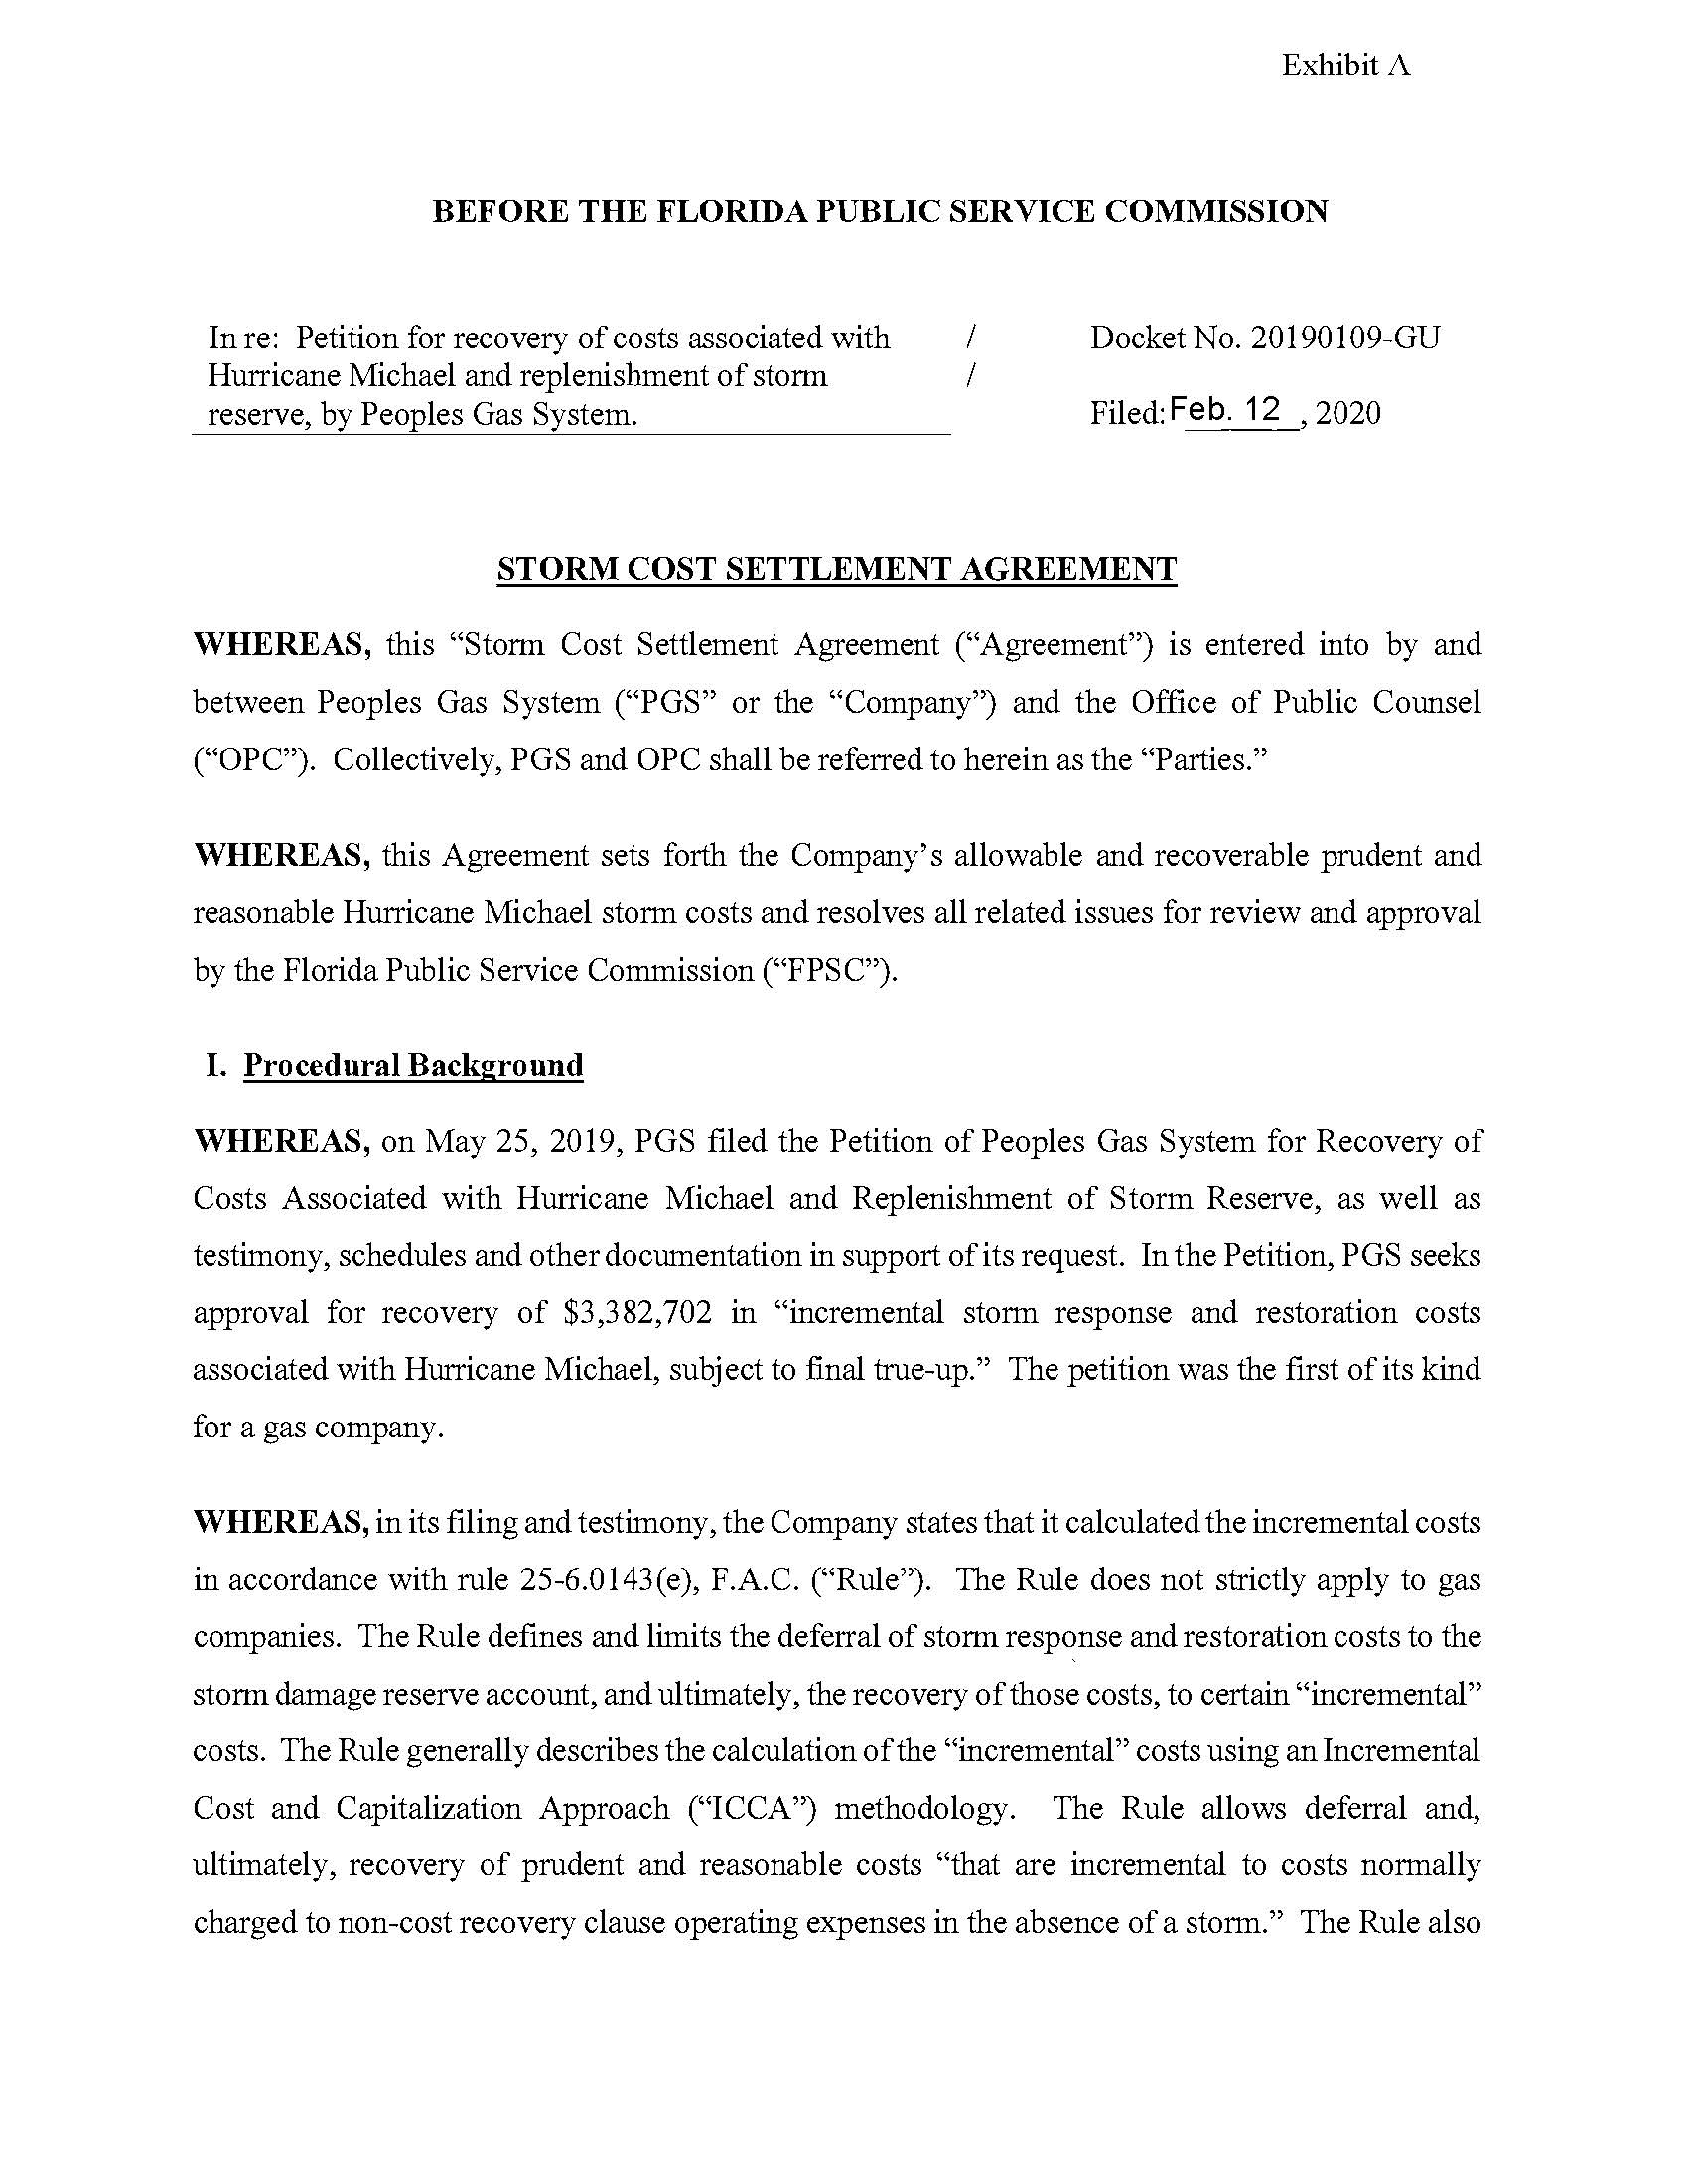 Exhibit A
BEFORE THE FLORIDA PUBLIC SERVICE COMMISSION
In re:  Petition for recovery of costs associated with / Docket No. 20190109-GU
Hurricane Michael and replenishment of storm /
reserve, by Peoples Gas System. Filed: Feb. 12 , 2020
STORM COST SETTLEMENT AGREEMENT
WHEREAS, this “Storm Cost Settlement Agreement (“Agreement”) is entered into by and
between Peoples Gas System (“PGS” or the “Company”) and the Office of Public Counsel
(“OPC”).  Collectively, PGS and OPC shall be referred to herein as the “Parties.”
WHEREAS, this Agreement sets forth the Company’s allowable and recoverable prudent and
reasonable Hurricane Michael storm costs and resolves all related issues for review and approval
by the Florida Public Service Commission (“FPSC”).
I. Procedural Background
WHEREAS, on May 25, 2019, PGS filed the Petition of Peoples Gas System for Recovery of
Costs Associated with Hurricane Michael and Replenishment of Storm Reserve, as well as
testimony, schedules and other documentation in support of its request.  In the Petition, PGS seeks
approval for recovery of $3,382,702 in “incremental storm response and restoration costs
associated with Hurricane Michael, subject to final true-up.”  The petition was the first of its kind
for a gas company.
WHEREAS, in its filing and testimony, the Company states that it calculated the incremental costs
in accordance with rule 25-6.0143(e), F.A.C. (“Rule”).  The Rule does not strictly apply to gas
companies.  The Rule defines and limits the deferral of storm response and restoration costs to the
storm damage reserve account, and ultimately, the recovery of those costs, to certain “incremental”
costs.  The Rule generally describes the calculation of the “incremental” costs using an Incremental
Cost and Capitalization Approach (“ICCA”) methodology.  The Rule allows deferral and,
ultimately, recovery of prudent and reasonable costs “that are incremental to costs normally
charged to non-cost recovery clause operating expenses in the absence of a storm.”  The Rule also